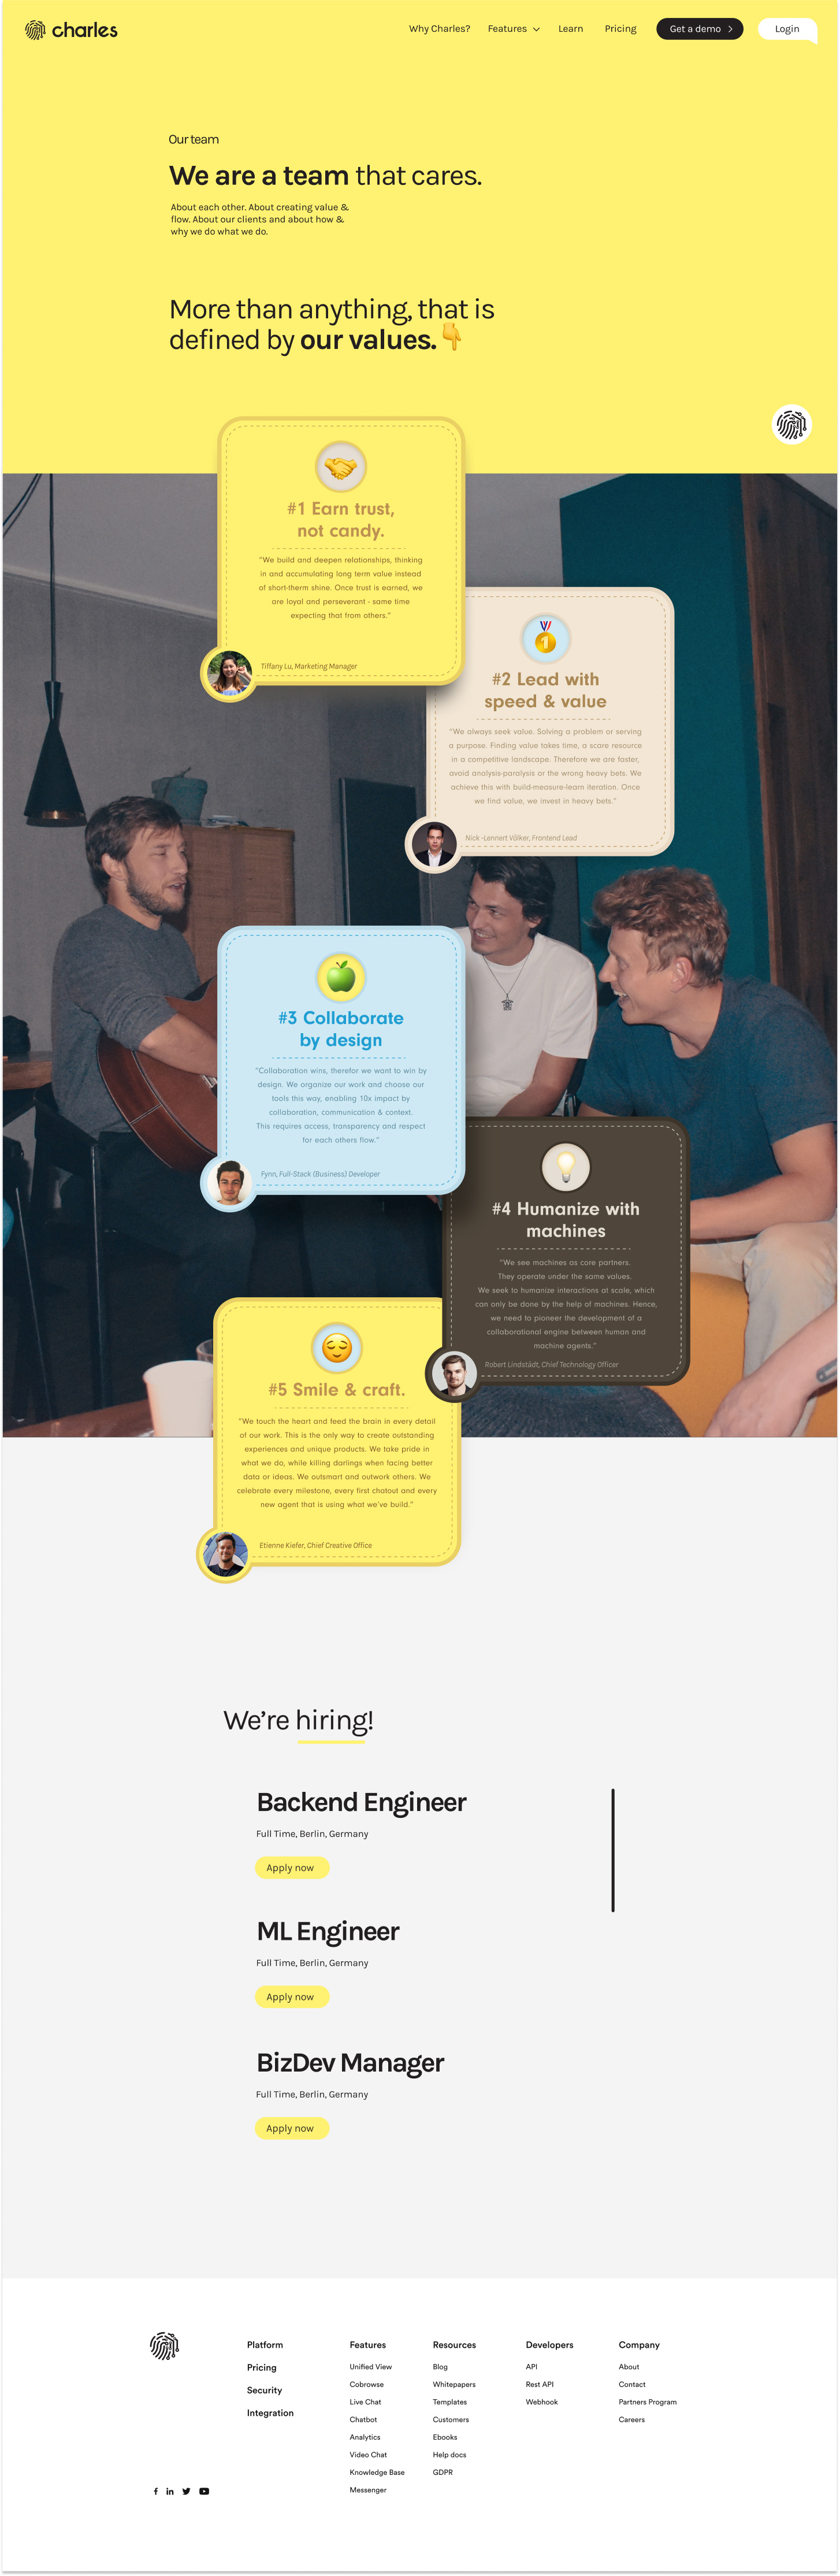 charles
Why Charles?
Features
Learn
Pricing
Get a demo
Login
Our team
We are a team that cares.
About each other. About creating value &
flow. About our clients and about how &
why we do what we do.
More than anything, that is
defined by our values.
#1 Earn trust,
not candy.
"We build and deepen relationships, thinking
in and accumulating long term value instead
of short-therm shine. Once trust is earned, we
are loyal and perseverant - same time
expecting that from others."
Tiffany Lu, Marketing Manager
#2 Lead with
speed & value
"We always seek value. Solving a problem or serving
a purpose. Finding value takes time, a scare resource
in a competitive landscape. Therefore we are faster,
avoid analysis-paralysis or the wrong heavy bets. We
achieve this with build-measure-learn iteration. Once
we find value, we invest in heavy bets."
Nick -Lennert Völker, Frontend Lead
#3 Collaborate
by design
"Collaboration wins, therefor we want to win by
design. We organize our work and choose our
tools this way, enabling 10x impact by
collaboration, communication & context.
This requires access, transparency and respect
for each others flow."
Fynn, Full-Stack (Business) Developer
#4 Humanize with
machines
"We see machines as core partners.
They operate under the same values.
We seek to humanize interactions at scale, which
can only be done by the help of machines. Hence,
we need to pioneer the development of a
collaborational engine between human and
machine agents."
Robert Lindstädt, Chief Technology Officer
#5 Smile & craft.
"We touch the heart and feed the brain in every detail
of our work. This is the only way to create outstanding
experiences and unique products. We take pride in
what we do, while killing darlings when facing better
data or ideas. We outsmart and outwork others. We
celebrate every milestone, every first chatout and every
new agent that is using what we've build."
Etienne Kiefer, Chief Creative Office
We're hiring!
Backend Engineer
Full Time, Berlin, Germany
Apply now
ML Engineer
Full Time, Berlin, Germany
Apply now
BizDev Manager
Full Time, Berlin, Germany
Apply now
Platform
Pricing
Security
Integration
Features
Unified View
Cobrowse
Live Chat
Chatbot
Analytics
Video Chat
Knowledge Base
Messenger
Resources
Blog
Whitepapers
Templates
Customers
Ebooks
Help docs
GDPR
Developers
API
Rest API
Webhook
Company
About
Contact
Partners Program
Careers